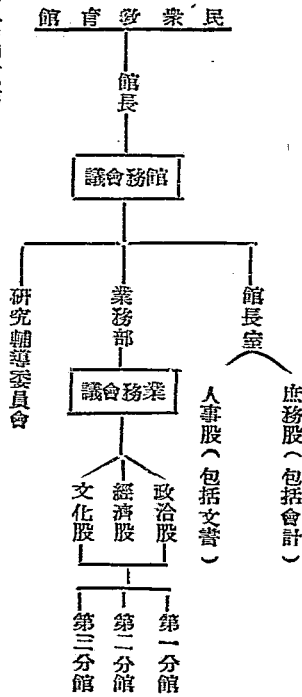 民衆教育館
館長
館務會議
館長室
庶務股（包括會計）
人事股（包括文書）
業務部
業務會議
政治股
經濟股
文化股
第一分館
第二分館
第三分館
研究輔導委員會